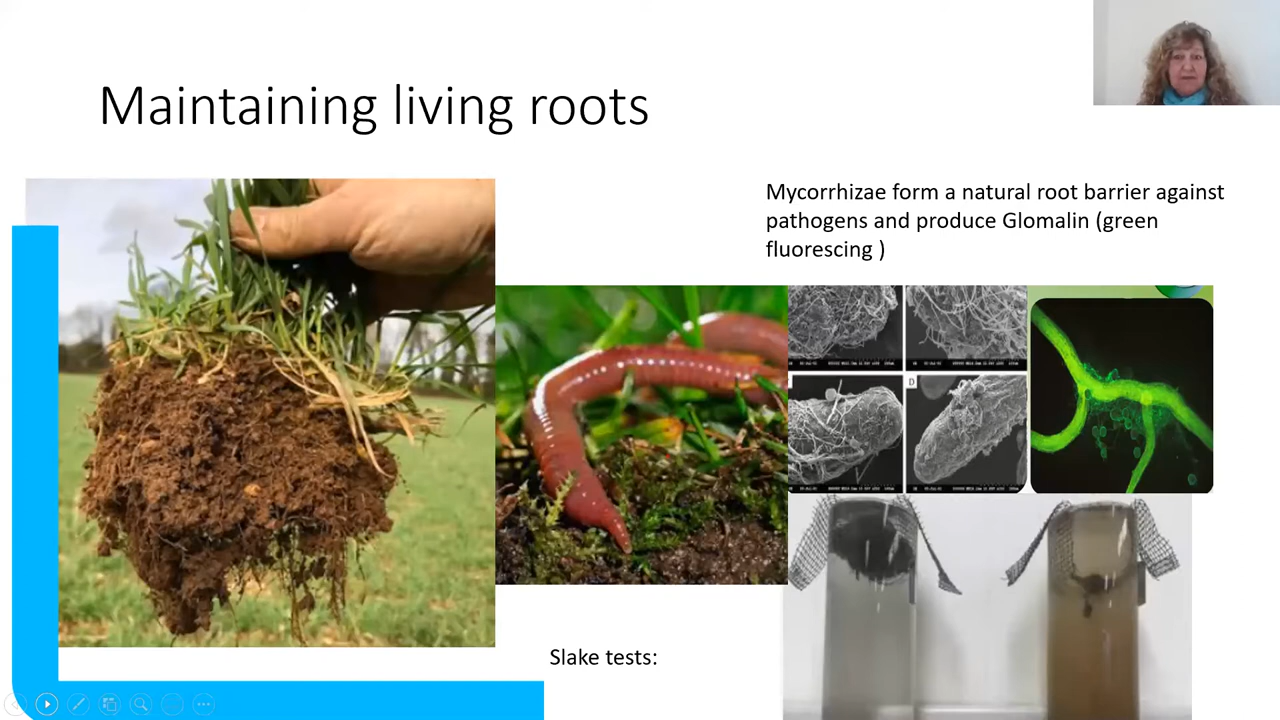 Maintaining living roots
Mycorrhizae form a natural root barrier against
pathogens and produce Glomalin (green
fluorescing )
D
Slake tests: